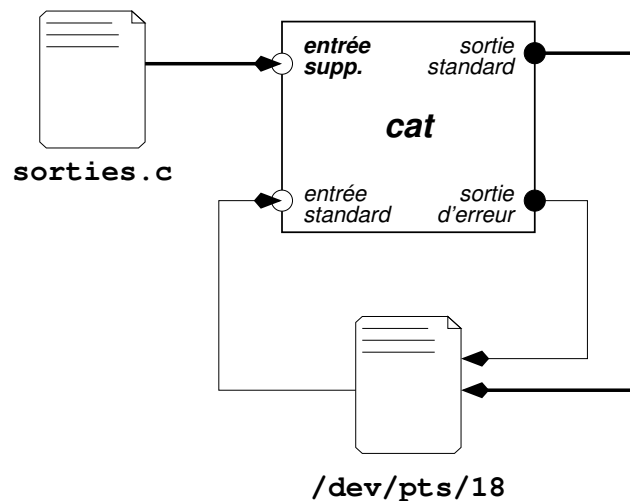 entrée
supp.
sortie
standard
cat
sorties.c
entrée
standard
sortie
d'erreur
/dev/pts/18